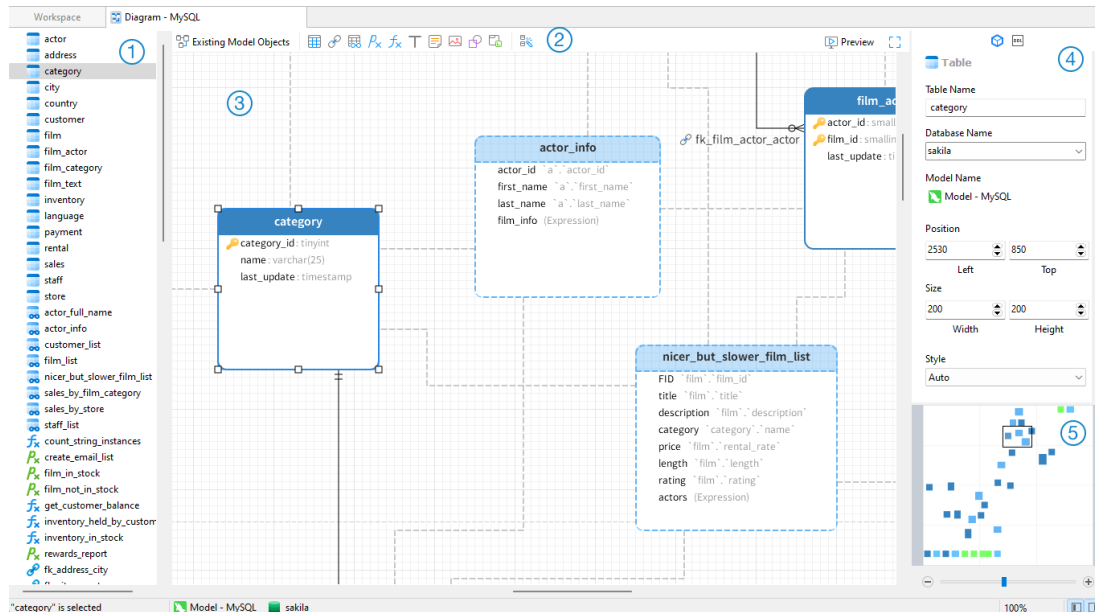 Workspace
Diagram - MySQL
actor
address
category
city
country
customer
film
film_actor
film_category
film_text
inventory
language
payment
rental
sales
staff
store
actor_full_name
actor_info
customer_list
film_list
nicer_but_slower_film_list
sales_by_film_category
sales_by_store
staff_list
count_string_instances
create_email_list
film_in_stock
film_not_in_stock
get_customer_balance
inventory_held_by_custom
inventory_in_stock
rewards_report
fk_address_city
1
Existing Model Objects
2
Preview
3
category
category_id: tinyint
name: varchar(25)
last_update: timestamp
actor_info
actor_id `a`.`actor_id`
first_name `a`.`first_name`
last_name `a`.`last_name`
film_info (Expression)
fk_film_actor_actor
film_ac
actor_id: small
film_id: smallin
last_update: ti
nicer_but_slower_film_list
FID `film`.`film_id`
title `film`.`title`
description `film`.`description`
category `category`.`name`
price `film`.`rental_rate`
length `film`.`length`
rating `film`.`rating`
actors (Expression)
DDL
4
Table
Table Name
category
Database Name
sakila
Model Name
Model - MySQL
Position
2530 850
Left Top
Size
200 200
Width Height
Style
Auto
5
"category" is selected
Model - MySQL
sakila
100%